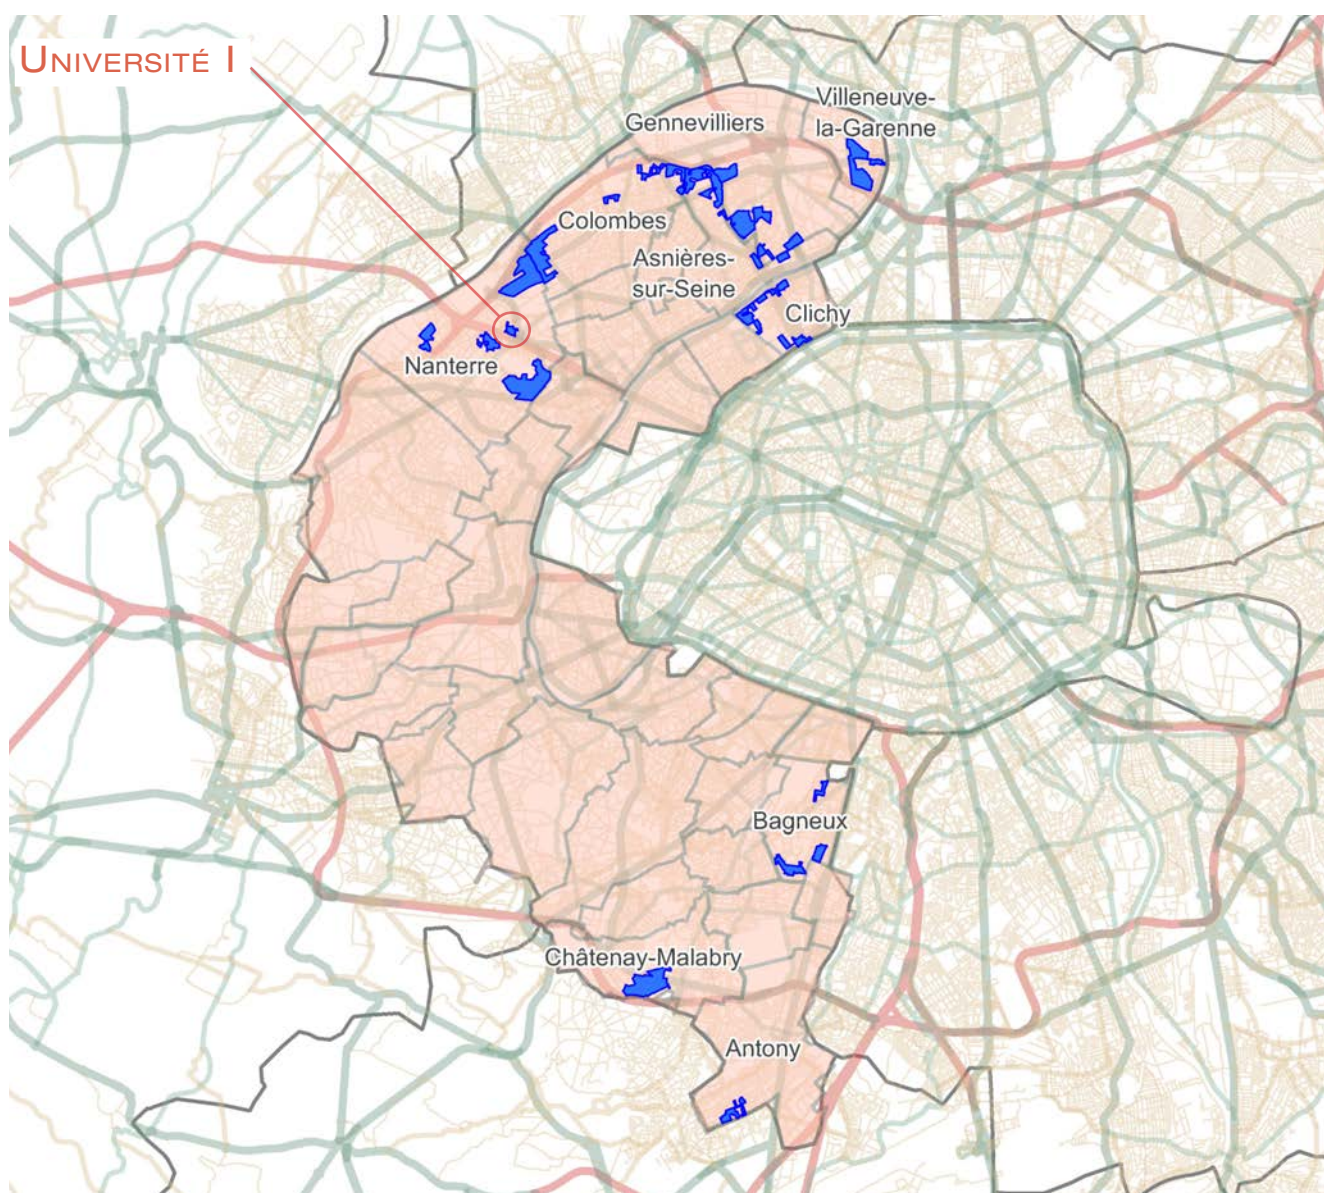 UNIVERSITÉ I
Villeneuve-
la-Garenne
Gennevilliers
Colombes
Asnières-
sur-Seine
Clichy
Nanterre
Bagneux
Châtenay-Malabry
Antony